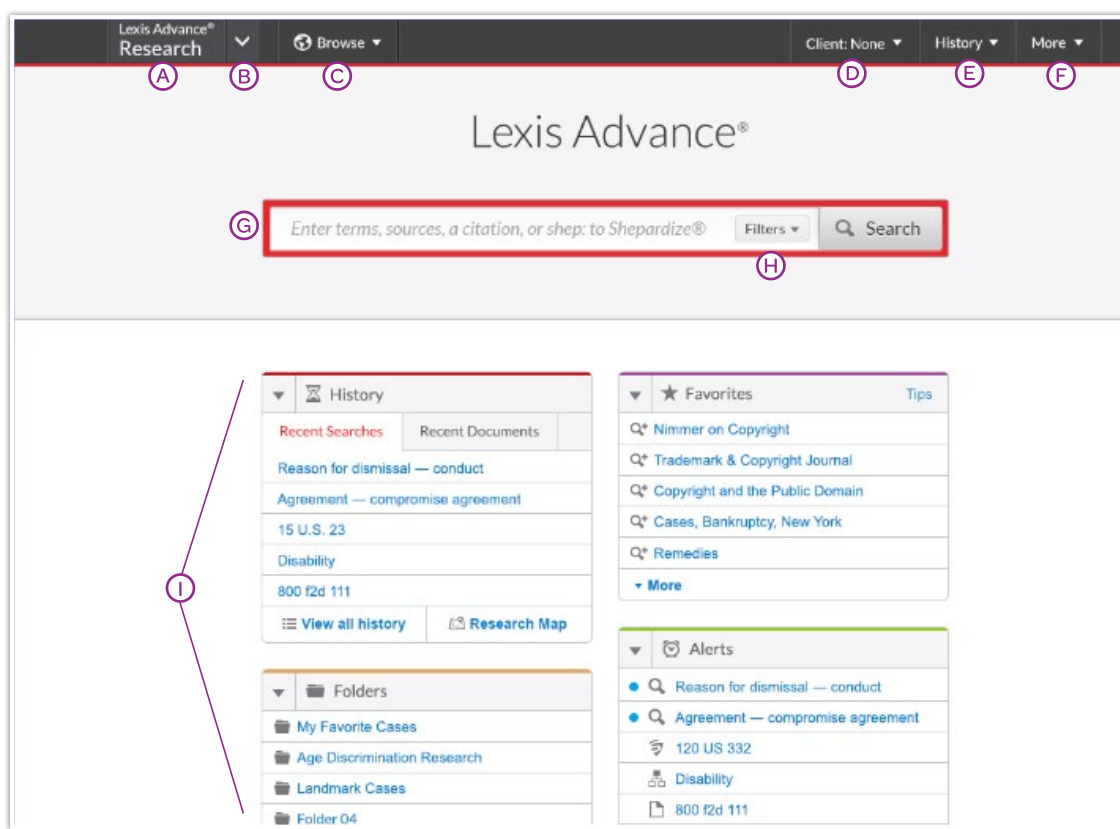 Lexis Advance®
Research
Browse
Client: None
History
More
A
B
C
D
E
F
Lexis Advance®
G
Enter terms, sources, a citation, or shep: to Shepardize®
Filters
Search
H
History
Recent Searches Recent Documents
Reason for dismissal — conduct
Agreement — compromise agreement
15 U.S. 23
Disability
800 f2d 111
View all history Research Map
I
Folders
My Favorite Cases
Age Discrimination Research
Landmark Cases
Folder 04
Favorites Tips
Nimmer on Copyright
Trademark & Copyright Journal
Copyright and the Public Domain
Cases, Bankruptcy, New York
Remedies
More
Alerts
Reason for dismissal — conduct
Agreement — compromise agreement
120 US 332
Disability
800 f2d 111